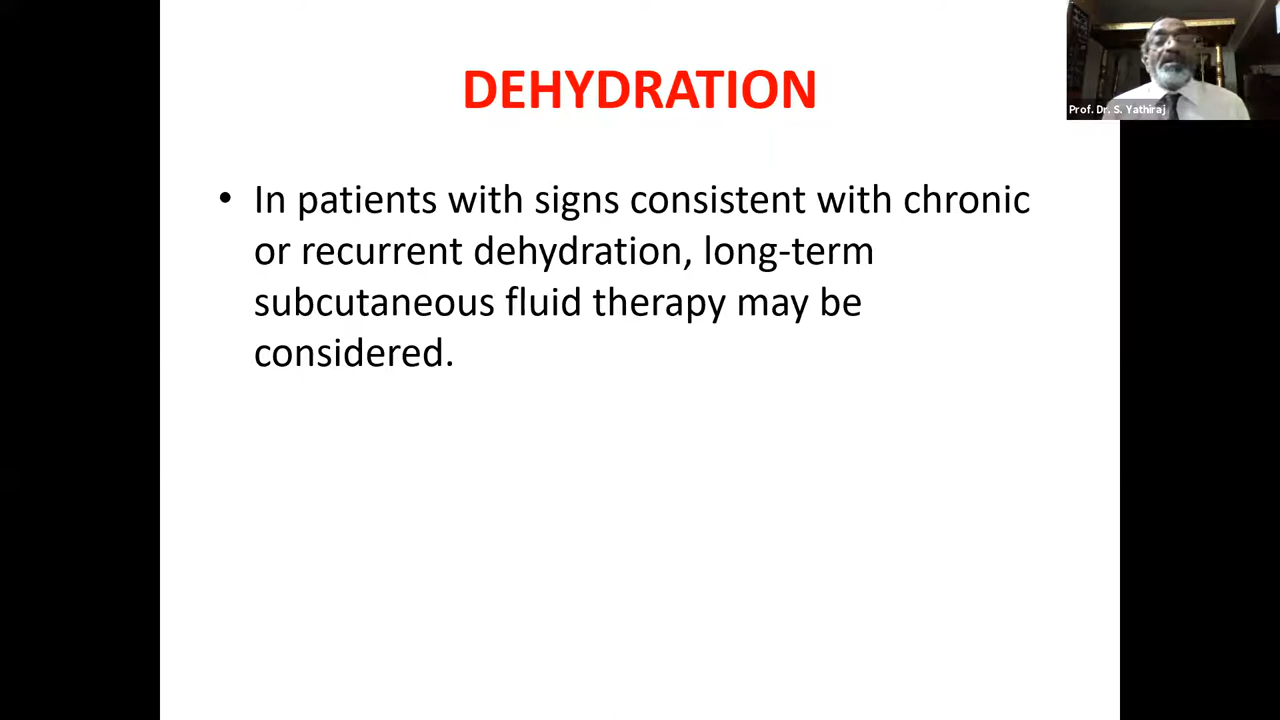 DEHYDRATION
Prof. Dr. S. Yathiraj
• In patients with signs consistent with chronic
or recurrent dehydration, long-term
subcutaneous fluid therapy may be
considered.